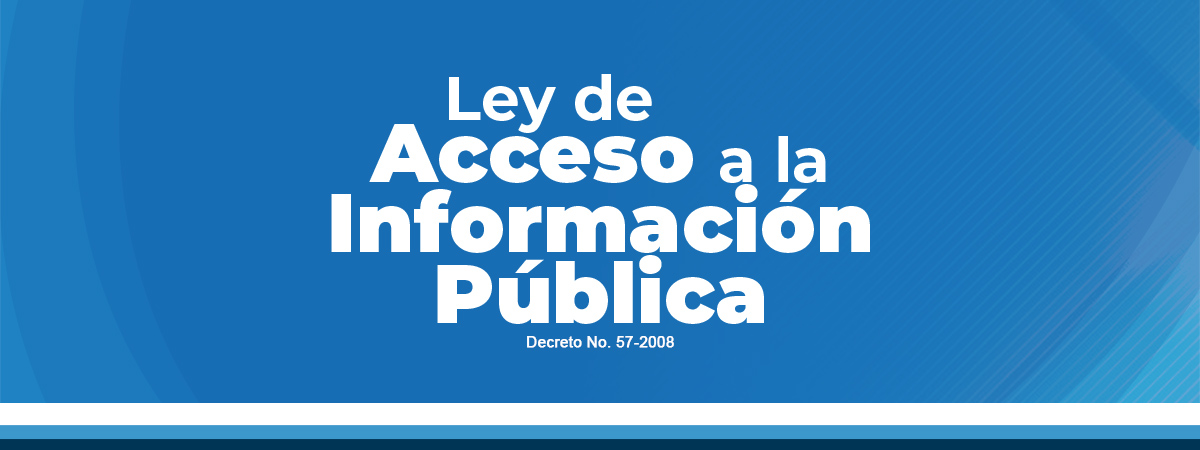 Ley de
Acceso a la
Información
Pública
Decreto No. 57-2008